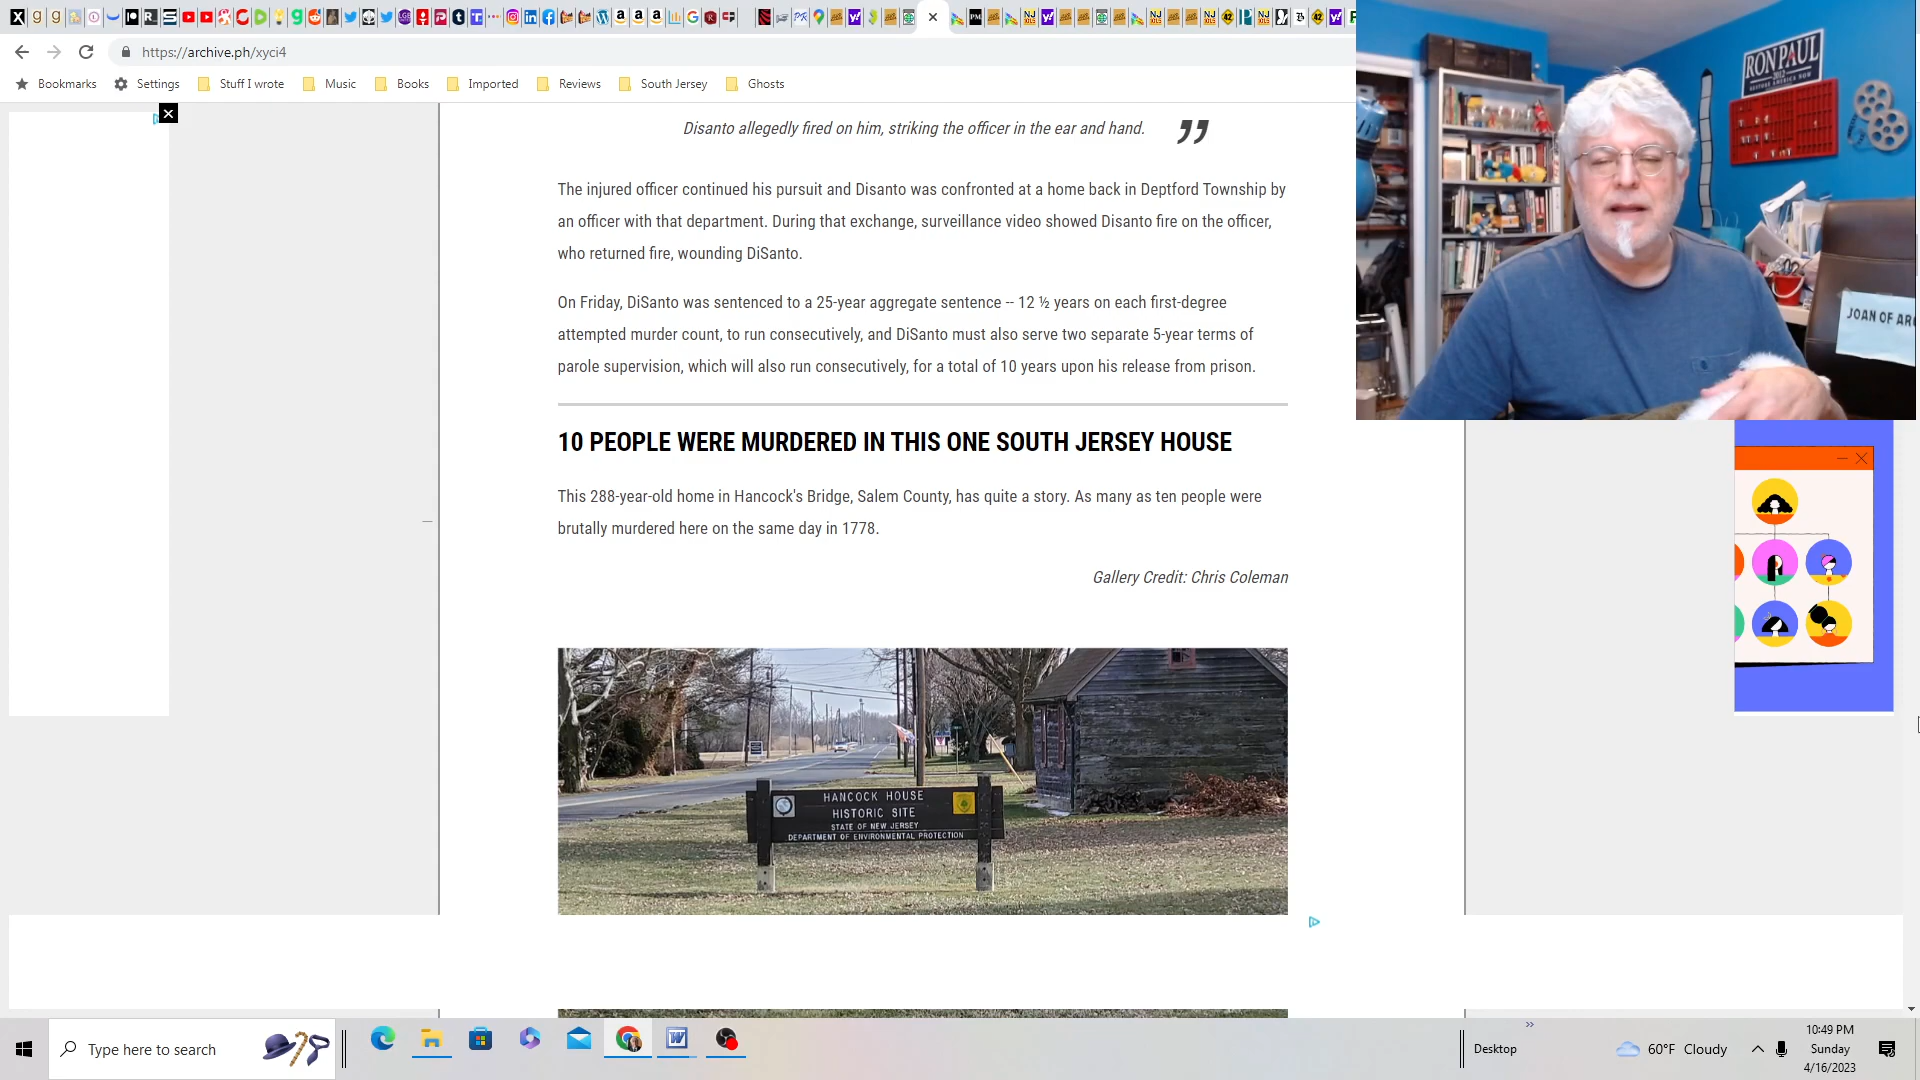 https://archive.ph/xyci4
Bookmarks Settings Stuff I wrote Music Books Imported Reviews South Jersey Ghosts
RON PAUL
2012
Disanto allegedly fired on him, striking the officer in the ear and hand.
The injured officer continued his pursuit and Disanto was confronted at a home back in Deptford Township by
an officer with that department. During that exchange, surveillance video showed Disanto fire on the officer,
who returned fire, wounding DiSanto.
On Friday, DiSanto was sentenced to a 25-year aggregate sentence -- 12 ½ years on each first-degree
attempted murder count, to run consecutively, and DiSanto must also serve two separate 5-year terms of
parole supervision, which will also run consecutively, for a total of 10 years upon his release from prison.
JOAN OF AR
10 PEOPLE WERE MURDERED IN THIS ONE SOUTH JERSEY HOUSE
This 288-year-old home in Hancock's Bridge, Salem County, has quite a story. As many as ten people were
brutally murdered here on the same day in 1778.
Gallery Credit: Chris Coleman
HANCOCK HOUSE
HISTORIC SITE
STATE OF NEW JERSEY
DEPARTMENT OF ENVIRONMENTAL PROTECTION
Type here to search
Desktop
60°F Cloudy
10:49 PM
Sunday
4/16/2023